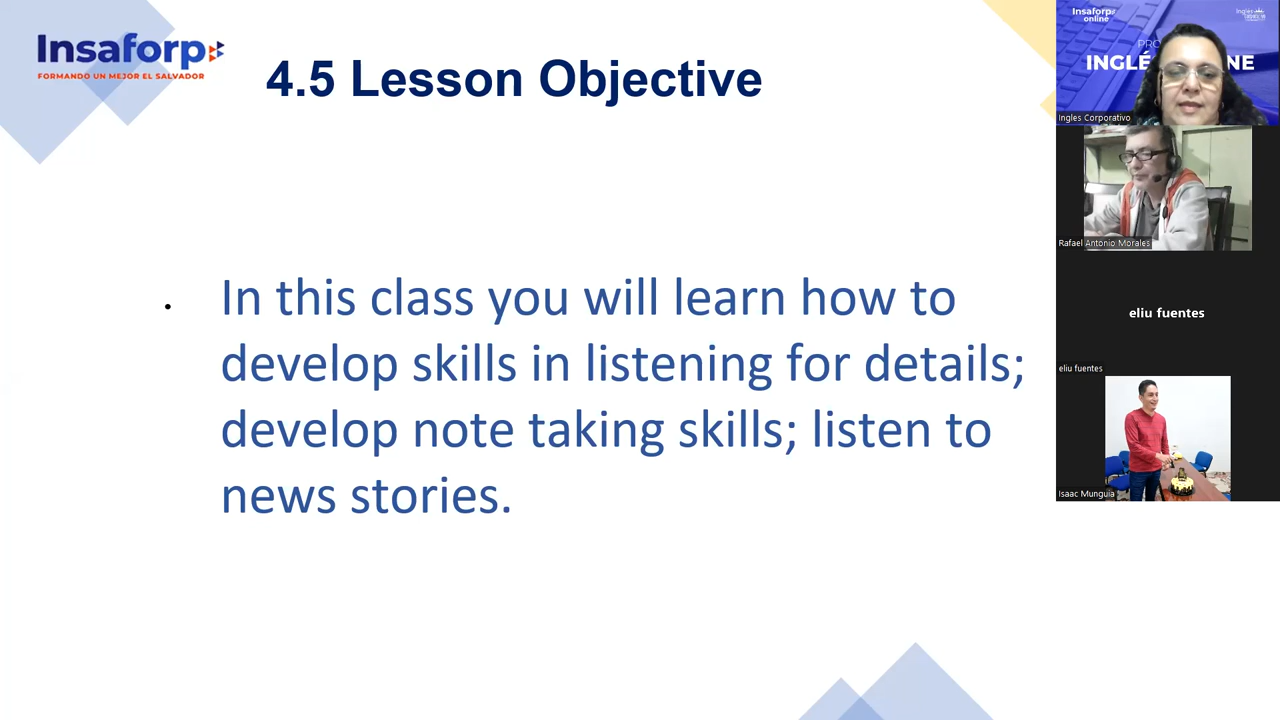 Insaforp
FORMANDO UN MEJOR EL SALVADOR
4.5 Lesson Objective
• In this class you will learn how to
develop skills in listening for details;
develop note taking skills; listen to
news stories.
Insaforp
online
Inglés
PRO
INGLÉ NE
Ingles Corporativo
Rafael Antonio Morales
eliu fuentes
eliu fuentes
Isaac Munguia